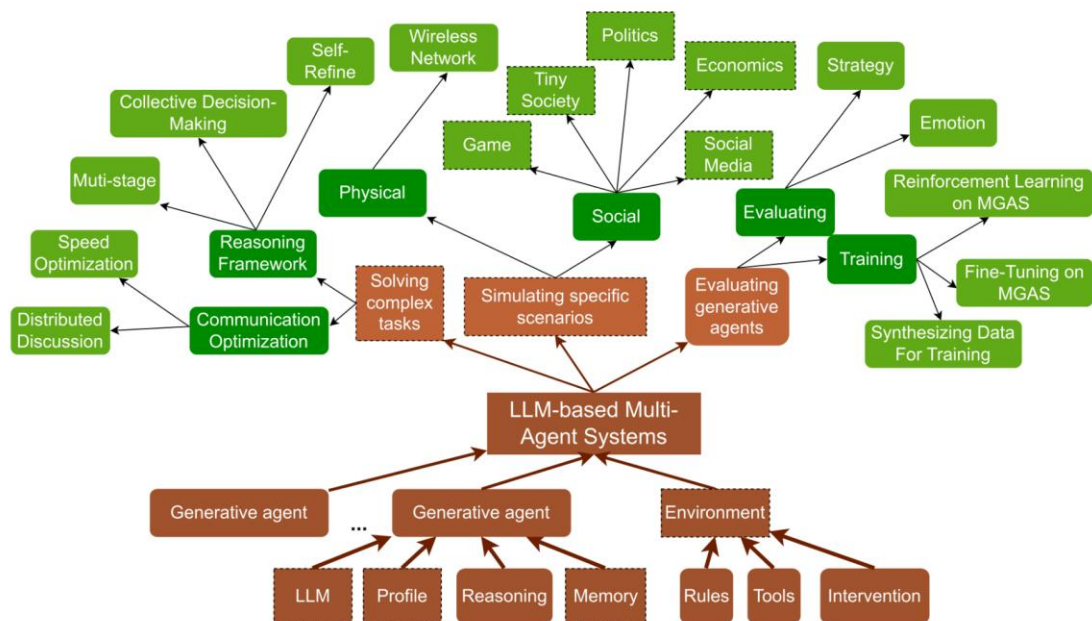 Wireless
Network
Politics
Self-
Refine
Economics
Strategy
Tiny
Society
Collective Decision-
Making
Emotion
Game
Social
Media
Muti-stage
Physical
Reinforcement Learning
on MGAS
Social
Evaluating
Speed
Optimization
Reasoning
Framework
Training
Solving
complex
tasks
Simulating specific
scenarios
Evaluating
generative
agents
Fine-Tuning on
MGAS
Distributed
Discussion
Communication
Optimization
Synthesizing Data
For Training
LLM-based Multi-
Agent Systems
Generative agent
...
Generative agent
Environment
LLM
Profile
Reasoning
Memory
Rules
Tools
Intervention